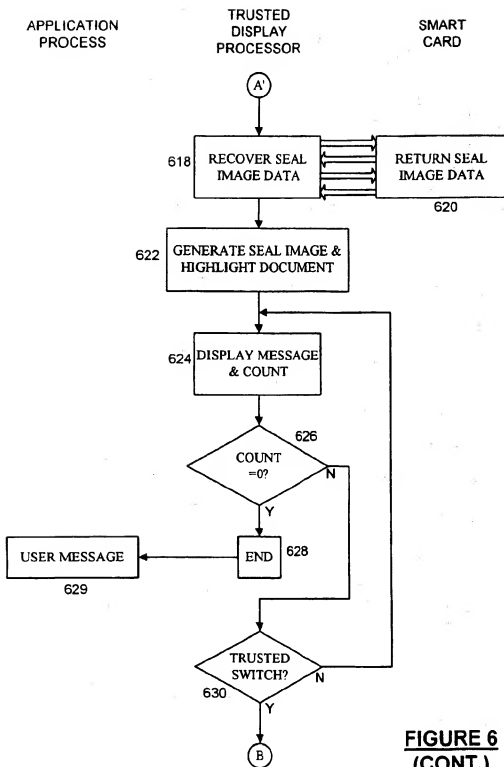 APPLICATION
PROCESS
TRUSTED
DISPLAY
PROCESSOR
SMART
CARD
A'
618
RECOVER SEAL
IMAGE DATA
RETURN SEAL
IMAGE DATA
620
622
GENERATE SEAL IMAGE &
HIGHLIGHT DOCUMENT
624
DISPLAY MESSAGE
& COUNT
626
COUNT
=0?
N
Y
USER MESSAGE
629
END
628
TRUSTED
SWITCH?
N
630
Y
B
FIGURE 6
(CONT.)